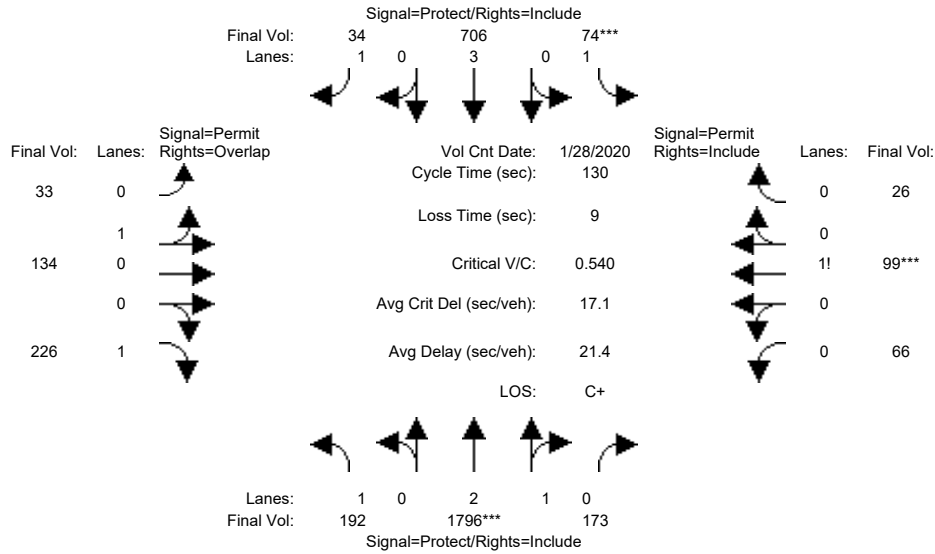 Signal=Protect/Rights=Include
Final Vol: 34 706 74***
Lanes: 1 0 3 0 1
Signal=Permit Signal=Permit
Final Vol: Lanes: Rights=Overlap Vol Cnt Date: 1/28/2020 Rights=Include Lanes: Final Vol:
Cycle Time (sec): 130
33 0 0 26
Loss Time (sec): 9
1 0
134 0 Critical V/C: 0.540 1! 99***
0 Avg Crit Del (sec/veh): 17.1 0
226 1 Avg Delay (sec/veh): 21.4 0 66
LOS: C+
Lanes: 1 0 2 1 0
Final Vol: 192 1796*** 173
Signal=Protect/Rights=Include